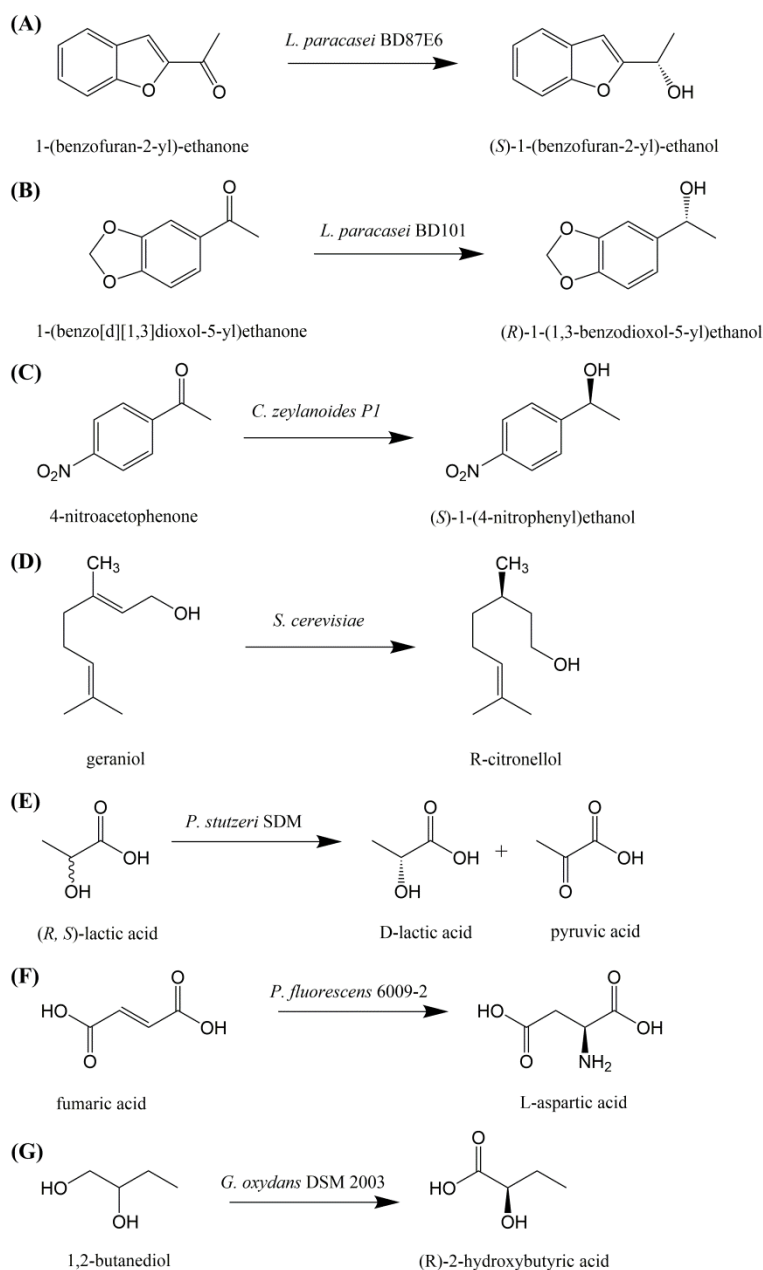 (A)
L. paracasei BD87E6
O
O
O
OH
1-(benzofuran-2-yl)-ethanone
(S)-1-(benzofuran-2-yl)-ethanol
(B)
O
OH
O
O
L. paracasei BD101
O
O
1-(benzo[d][1,3]dioxol-5-yl)ethanone
(R)-1-(1,3-benzodioxol-5-yl)ethanol
(C)
O
OH
C. zeylanoides P1
O₂N
O₂N
4-nitroacetophenone
(S)-1-(4-nitrophenyl)ethanol
(D)
CH₃
CH₃
OH
S. cerevisiae
OH
geraniol
R-citronellol
(E)
O
P. stutzeri SDM
O
O
OH
OH
+
OH
OH
OH
O
(R, S)-lactic acid
D-lactic acid
pyruvic acid
(F)
O
P. fluorescens 6009-2
O
HO
HO
OH
OH
O
O
NH₂
fumaric acid
L-aspartic acid
(G)
O
G. oxydans DSM 2003
HO
HO
OH
OH
1,2-butanediol
(R)-2-hydroxybutyric acid